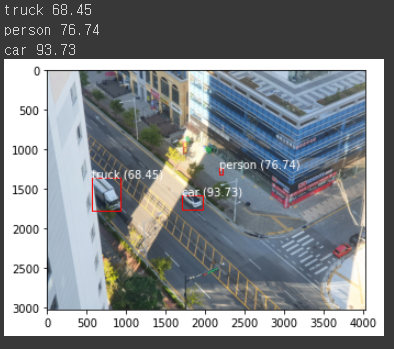 truck 68.45
person 76.74
car 93.73
0
500
person (76.74)
1000
truck (68.45)
car (93.73)
1500
2000
2500
3000
0 500 1000 1500 2000 2500 3000 3500 4000